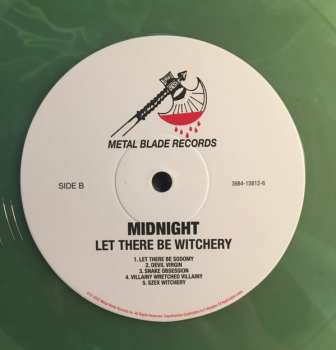 METAL BLADE RECORDS
SIDE B
3984-15812-6
MIDNIGHT
LET THERE BE WITCHERY
1. LET THERE BE SODOMY
2. DEVIL VIRGIN
3. SNAKE OBSESSION
4. VILLAINY WRETCHED VILLAINY
5. SZEX WITCHERY